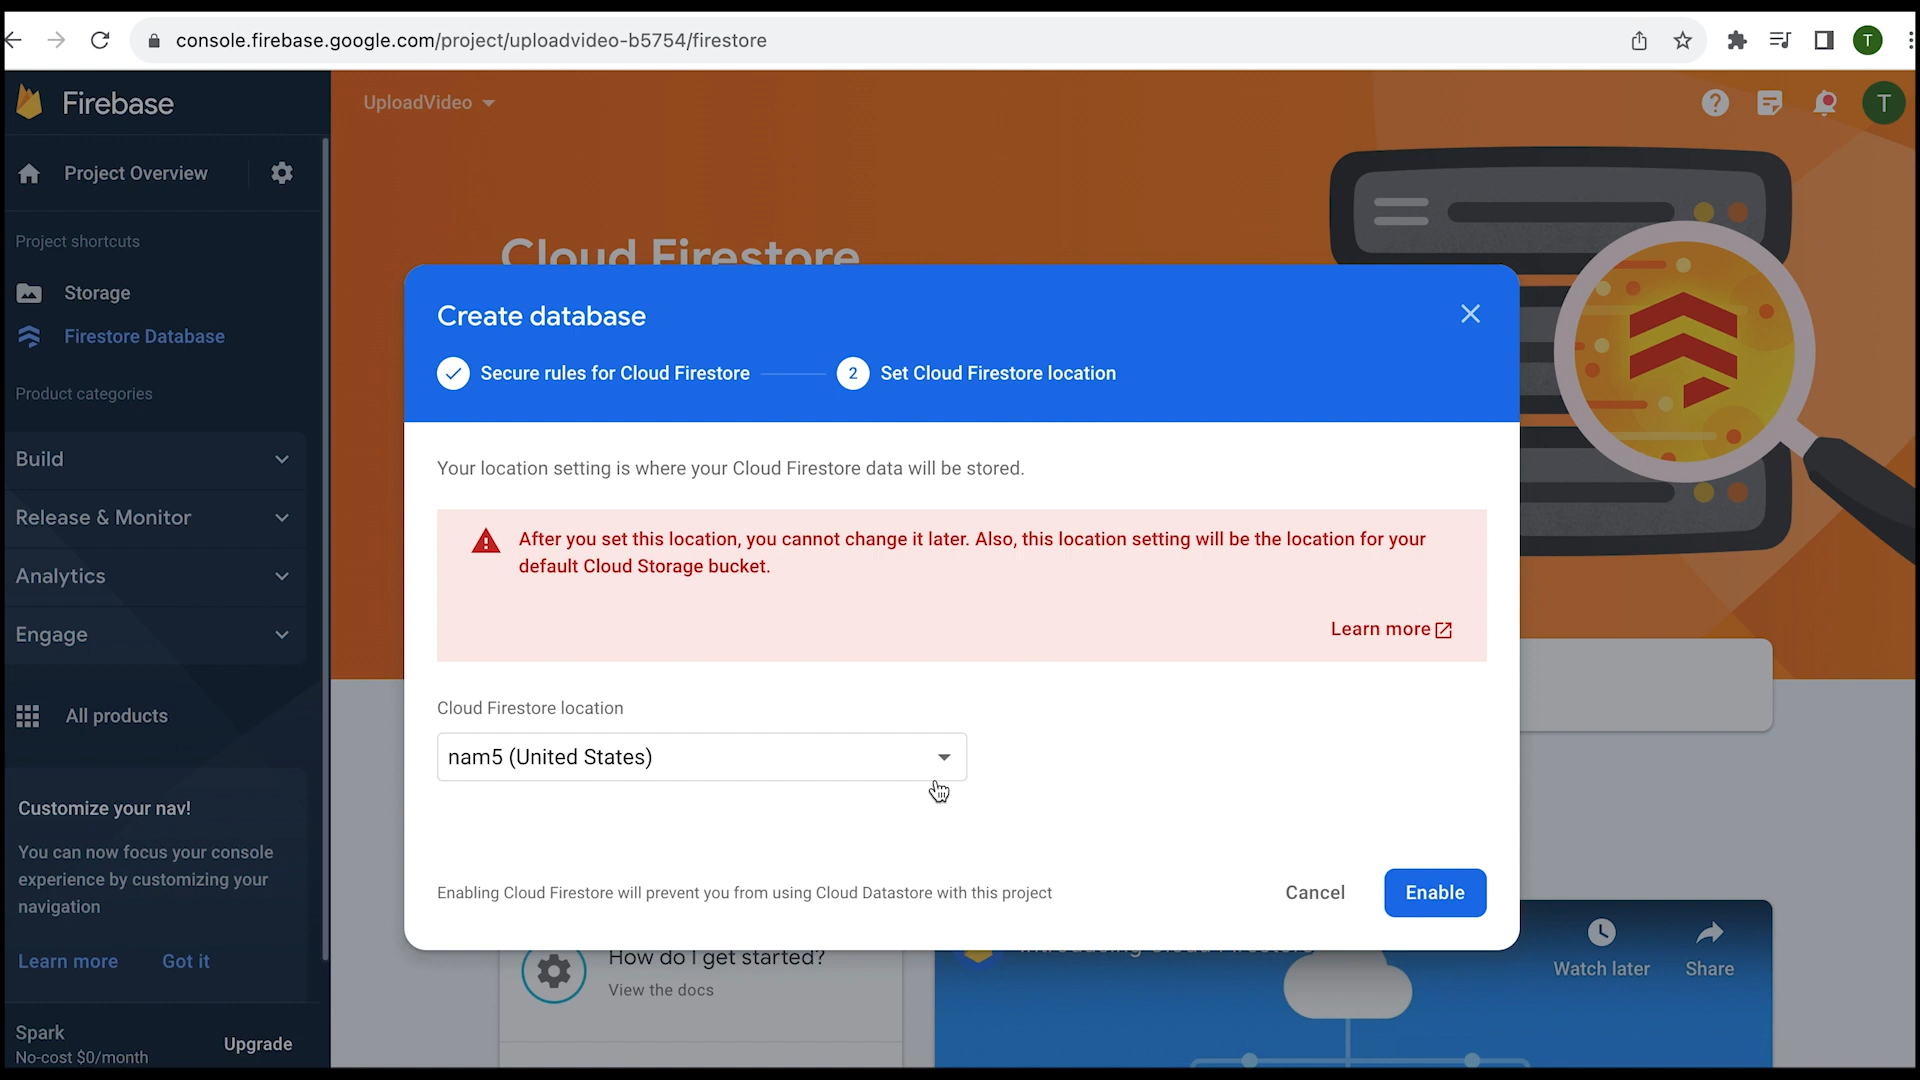 console.firebase.google.com/project/uploadvideo-b5754/firestore
T
Firebase
UploadVideo
T
Project Overview
Project shortcuts
Storage
Firestore Database
Product categories
Build
Release & Monitor
Analytics
Engage
All products
Customize your nav!
You can now focus your console
experience by customizing your
navigation
Learn more
Got it
Spark
No-cost $0/month
Upgrade
Cloud Firestore
Create database
Secure rules for Cloud Firestore
2
Set Cloud Firestore location
Your location setting is where your Cloud Firestore data will be stored.
After you set this location, you cannot change it later. Also, this location setting will be the location for your
default Cloud Storage bucket.
Learn more
Cloud Firestore location
nam5 (United States)
Enabling Cloud Firestore will prevent you from using Cloud Datastore with this project
Cancel
Enable
How do I get started?
View the docs
Introducing Cloud Firestore
Watch later
Share